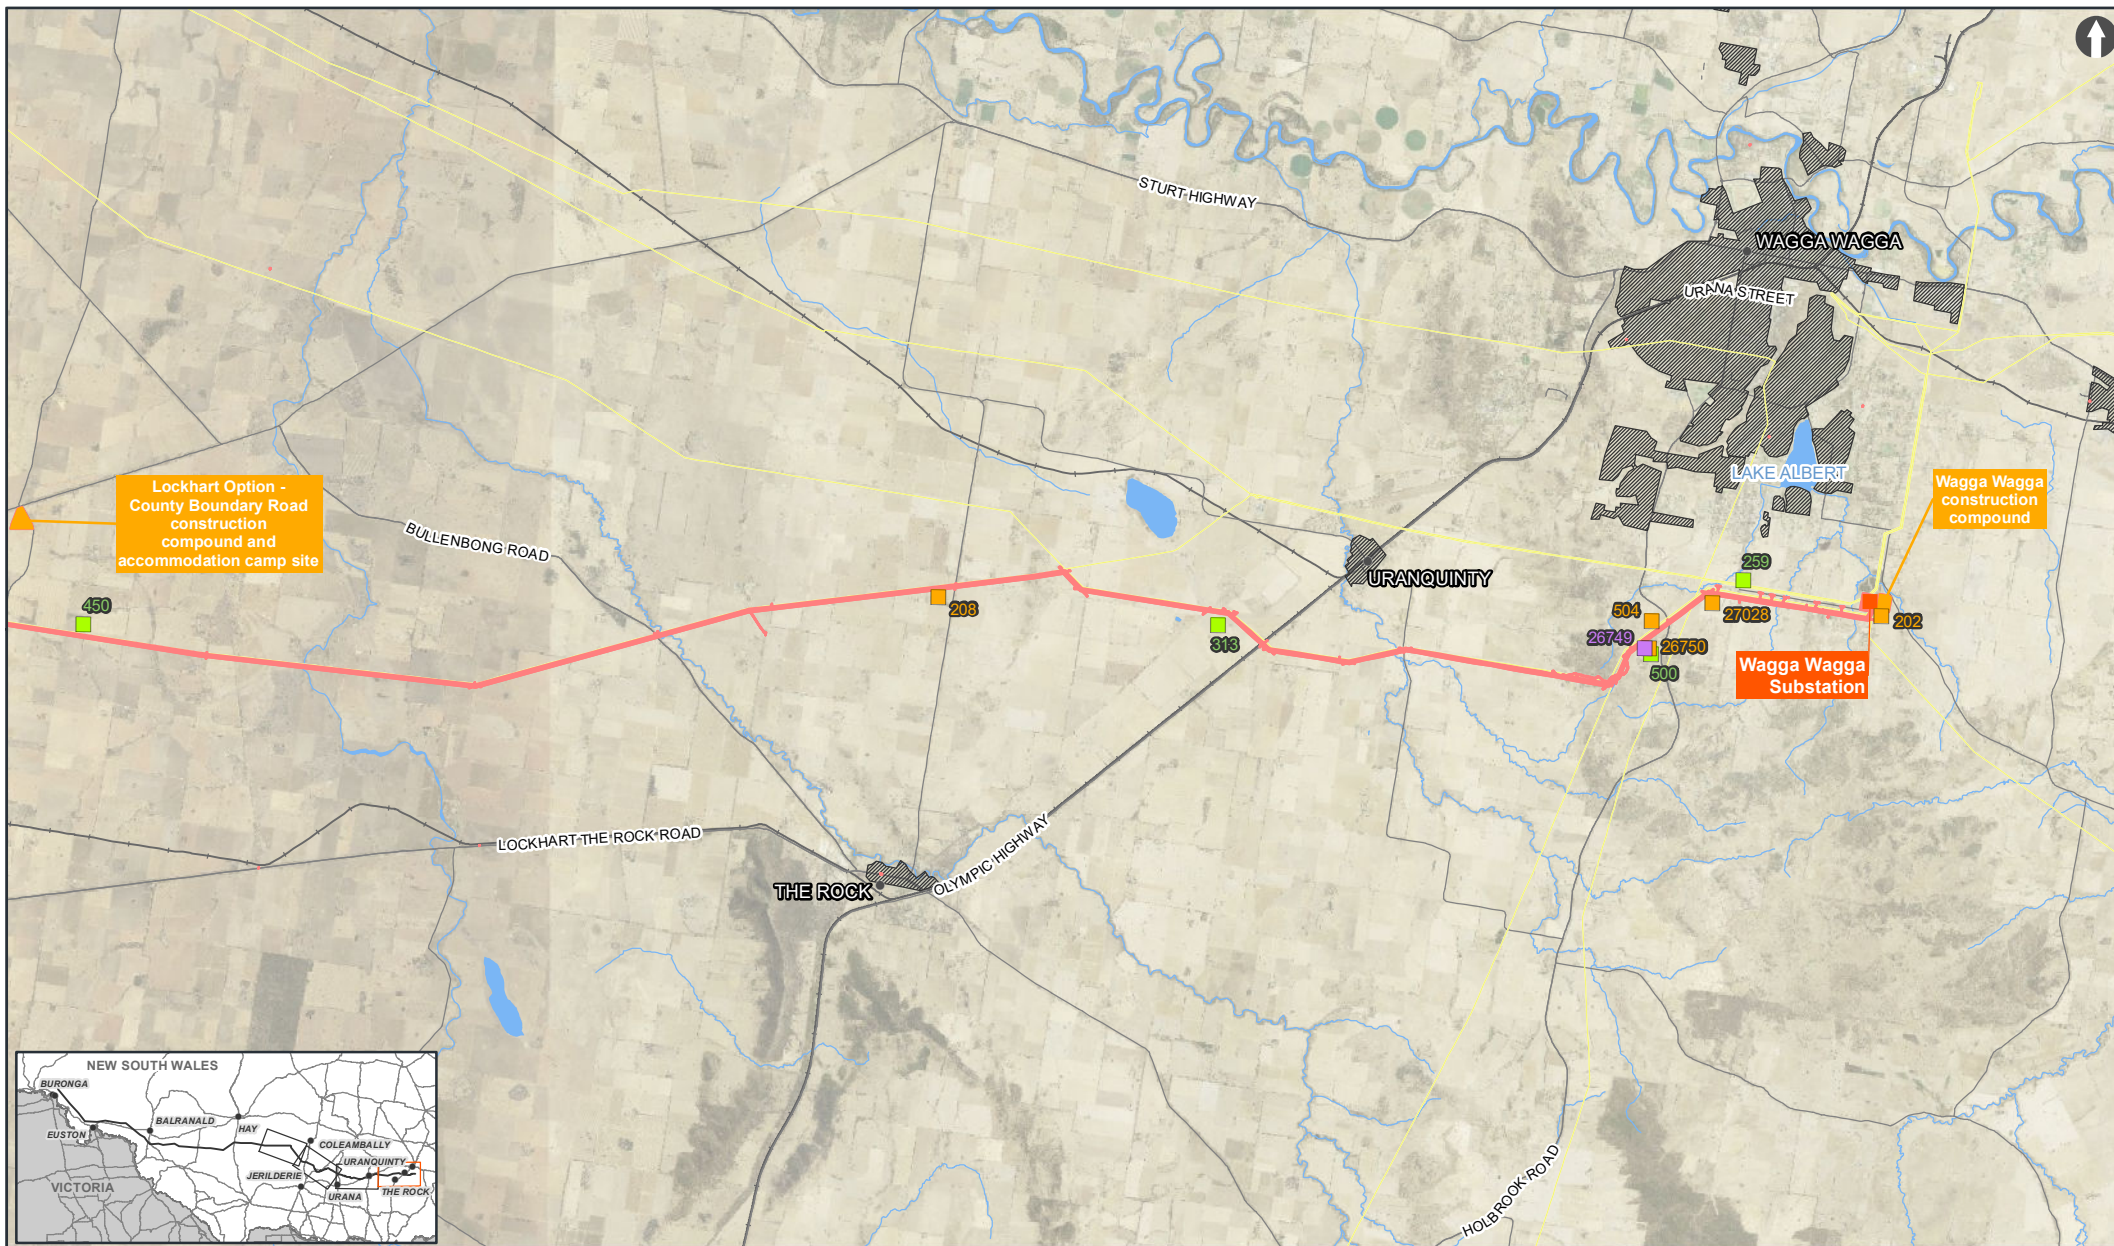 STURT HIGHWAY
WAGGA WAGGA
URANA STREET
LAKE ALBERT
Lockhart Option -
County Boundary Road
construction
compound and
accommodation camp site
Wagga Wagga
construction
compound
BULLENBONG ROAD
URANQUINTY
450
208
313
259
504
27028
202
26749
26750
500
Wagga Wagga
Substation
LOCKHART THE ROCK ROAD
THE ROCK
OLYMPIC HIGHWAY
HOLBROOK ROAD
NEW SOUTH WALES
BURONGA
BALRANALD
HAY
EUSTON
COLEAMBALLY
URANQUINTY
JERILDERIE
VICTORIA
URANA
THE ROCK